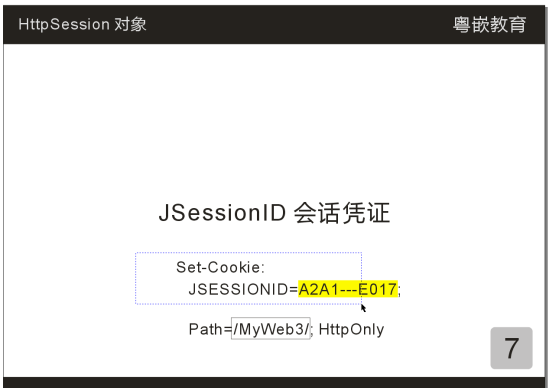 HttpSession 对象
粤嵌教育
JSessionID 会话凭证
Set-Cookie:
JSESSIONID=A2A1---E017;
Path=/MyWeb3/; HttpOnly
7